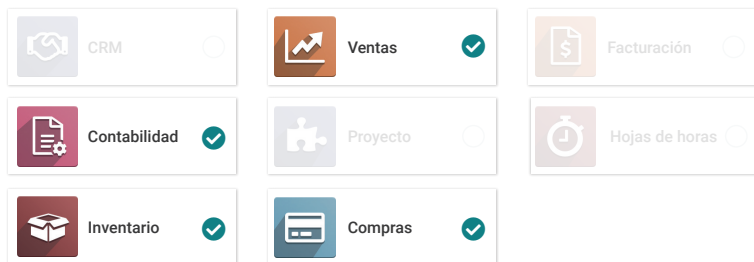 CRM
Ventas
Facturación
Contabilidad
Proyecto
Hojas de horas
Inventario
Compras